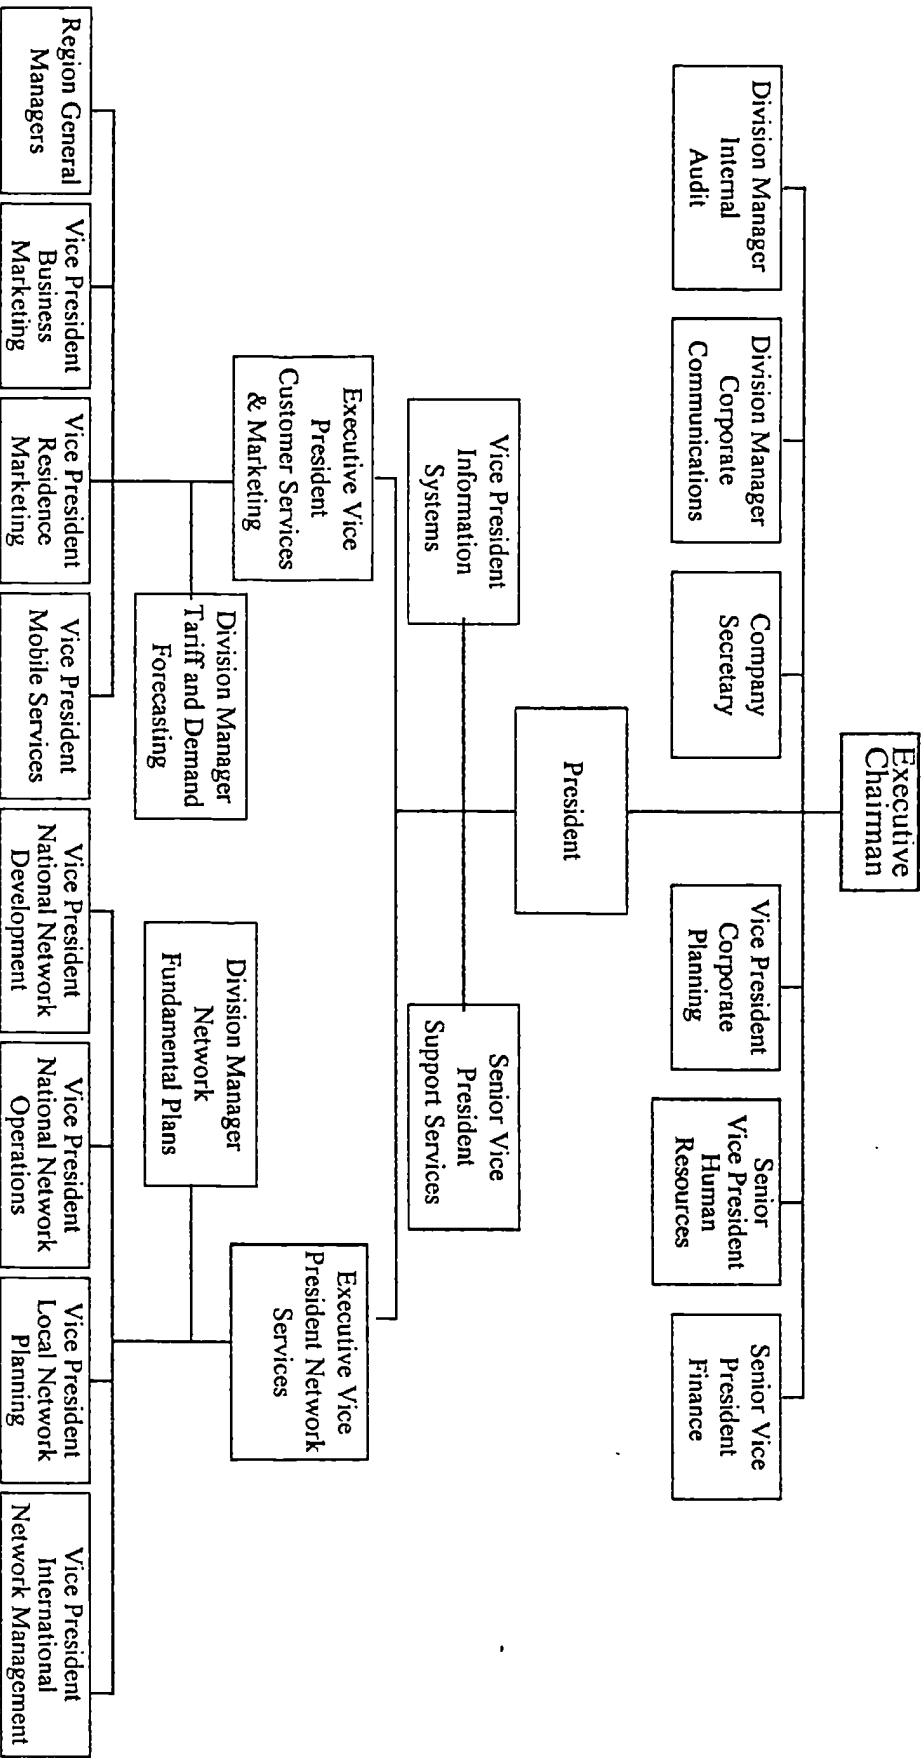 Executive
Chairman
Division Manager
Internal
Audit
Division Manager
Corporate
Communications
Company
Secretary
Vice President
Corporate
Planning
Senior
Vice President
Human
Resources
Senior Vice
President
Finance
President
Vice President
Information
Systems
Senior Vice
President
Support Services
Executive Vice
President
Customer Services
& Marketing
Executive Vice
President Network
Services
Division Manager
Tariff and Demand
Forecasting
Division Manager
Network
Fundamental Plans
Region General
Managers
Vice President
Business
Marketing
Vice President
Residence
Marketing
Vice President
Mobile Services
Vice President
National Network
Development
Vice President
National Network
Operations
Vice President
Local Network
Planning
Vice President
International
Network Management